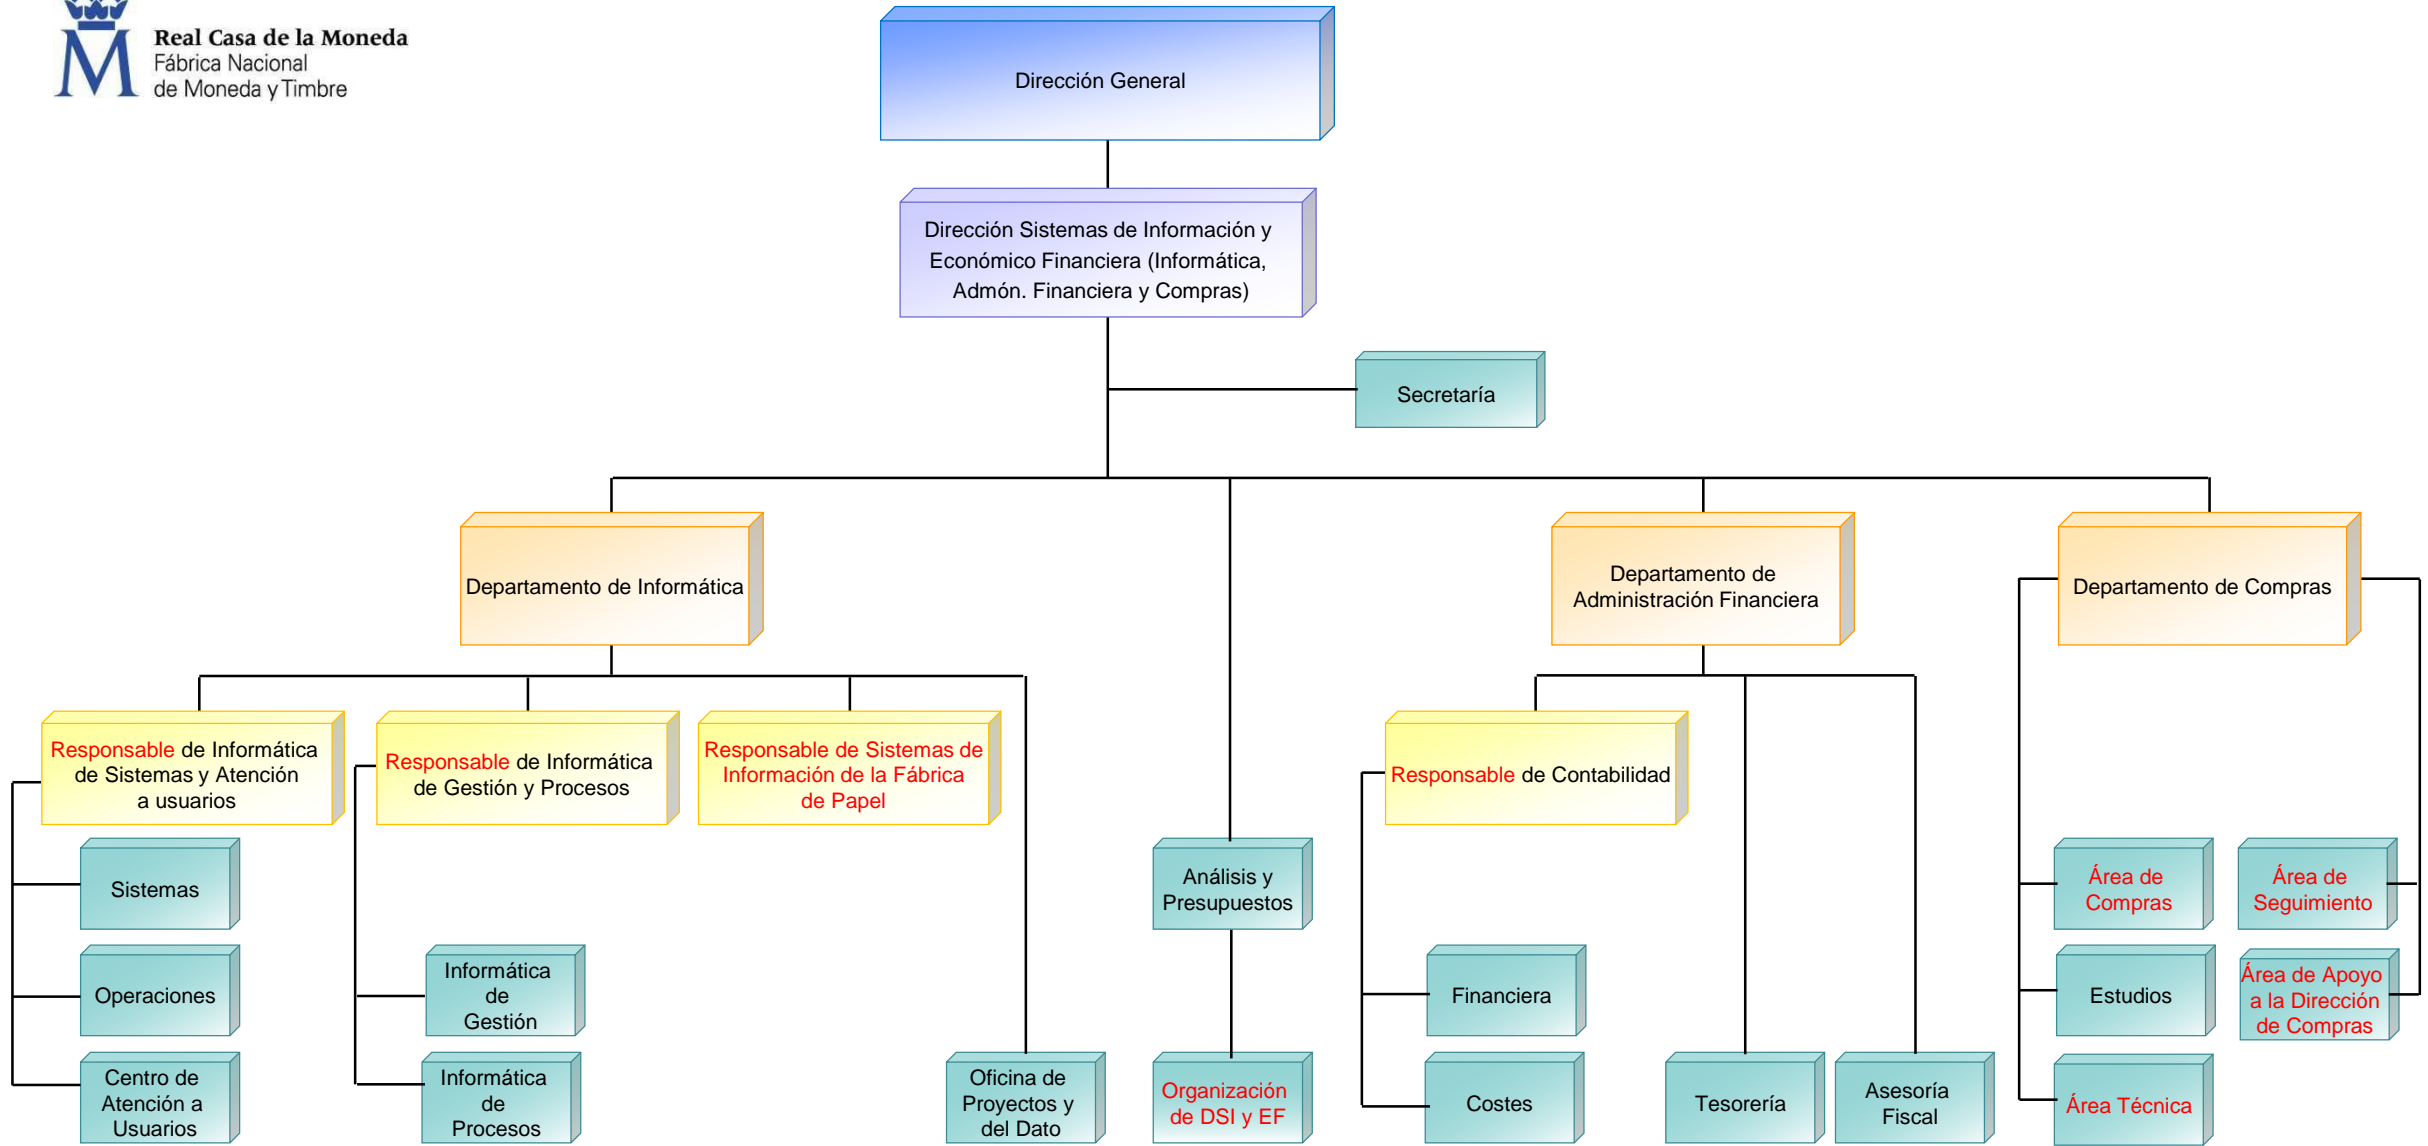 Real Casa de la Moneda
Fábrica Nacional
de Moneda y Timbre
Dirección General
Dirección Sistemas de Información y
Económico Financiera (Informática,
Admón. Financiera y Compras)
Secretaría
Departamento de Informática
Departamento de
Administración Financiera
Departamento de Compras
Responsable de Informática
de Sistemas y Atención
a usuarios
Responsable de Informática
de Gestión y Procesos
Responsable de Sistemas de
Información de la Fábrica
de Papel
Responsable de Contabilidad
Sistemas
Análisis y
Presupuestos
Área de
Compras
Área de
Seguimiento
Operaciones
Informática
de
Gestión
Financiera
Estudios
Área de Apoyo
a la Dirección
de Compras
Centro de
Atención a
Usuarios
Informática
de
Procesos
Oficina de
Proyectos y
del Dato
Organización
de DSI y EF
Costes
Tesorería
Asesoría
Fiscal
Área Técnica